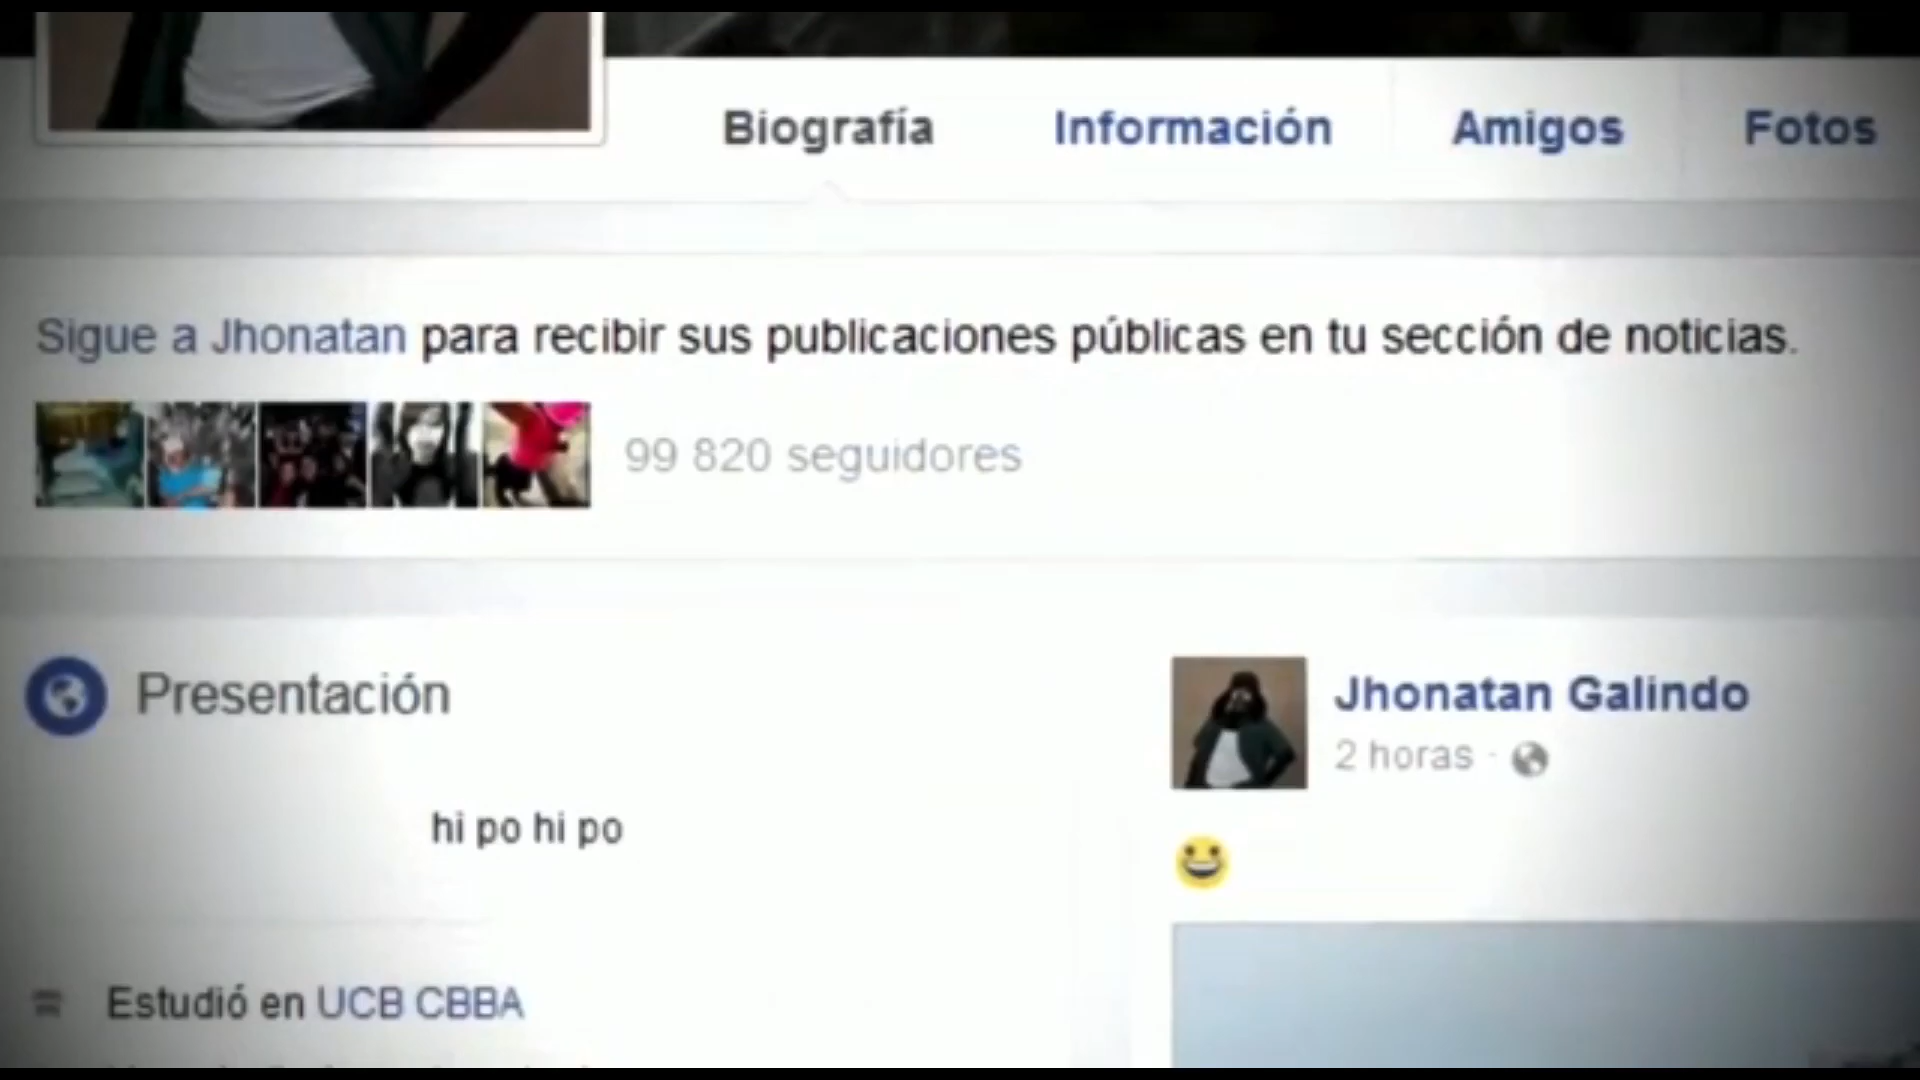 Biografía Información Amigos Fotos
Sigue a Jhonatan para recibir sus publicaciones públicas en tu sección de noticias.
99 820 seguidores
Presentación
hi po hi po
Estudió en UCB CBBA
Jhonatan Galindo
2 horas ·